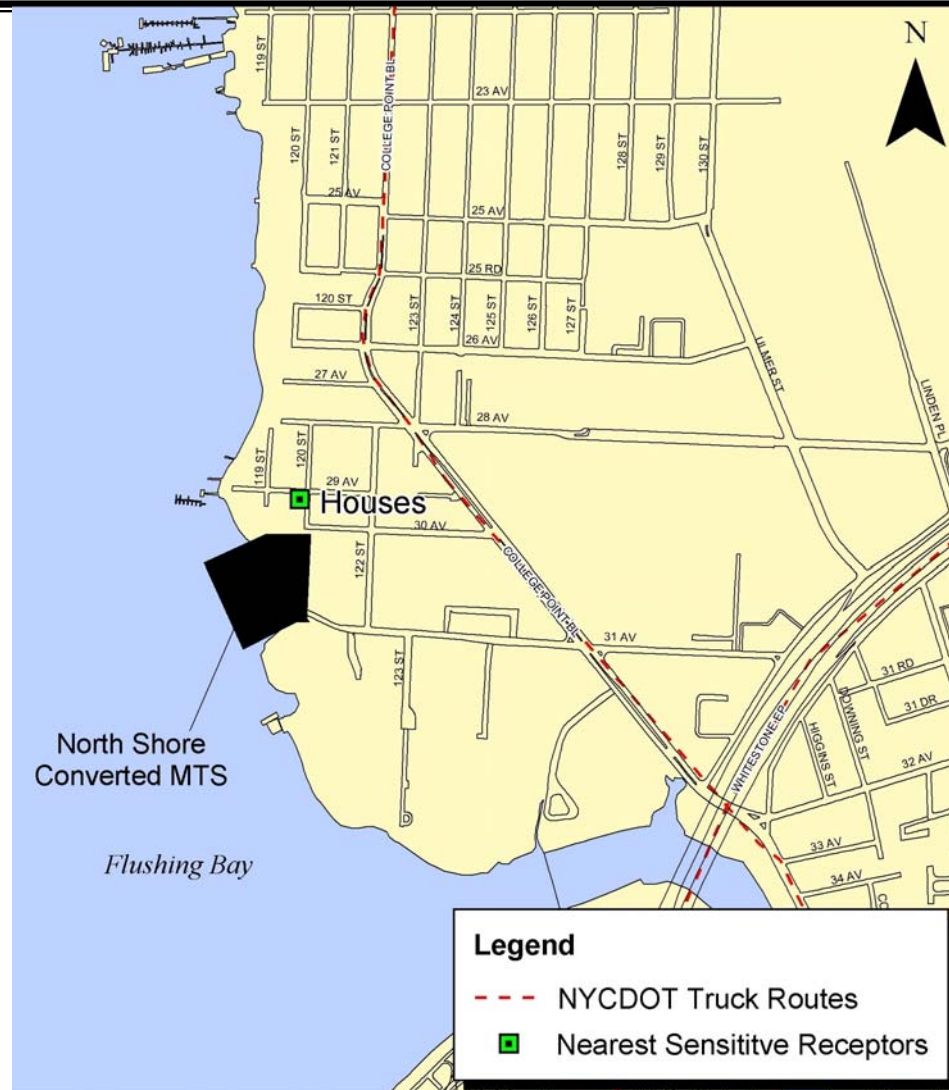 N
119 ST
23 AV
COLLEGE POINT BL
120 ST
121 ST
128 ST
129 ST
130 ST
25 AV
25 AV
25 RD
120 ST
123 ST
124 ST
125 ST
126 ST
127 ST
26 AV
ULMER ST
27 AV
LINDEN PL
28 AV
119 ST
120 ST
29 AV
Houses
30 AV
122 ST
COLLEGE POINT BL
31 AV
123 ST
31 RD
31 DR
DOWNING ST
HIGGINS ST
WHITESTONE EP
North Shore
Converted MTS
32 AV
33 AV
34 AV
Flushing Bay
Legend
NYCDOT Truck Routes
Nearest Sensititve Receptors